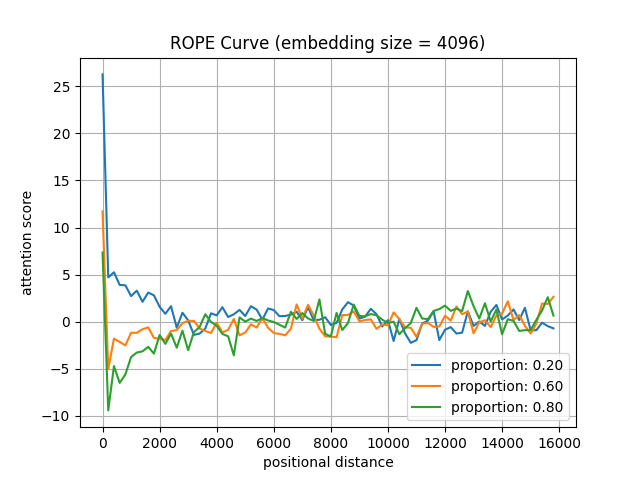 ROPE Curve (embedding size = 4096)
25
20
15
10
5
0
−5
−10
attention score
0 2000 4000 6000 8000 10000 12000 14000 16000
positional distance
proportion: 0.20
proportion: 0.60
proportion: 0.80